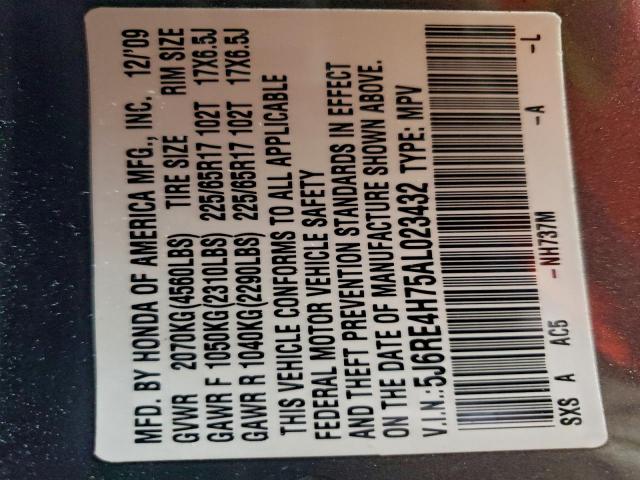 MFD. BY HONDA OF AMERICA MFG., INC. 12/'09
GVWR 2070KG(4560LBS) TIRE SIZE RIM SIZE
GAWR F 1050KG(2310LBS) 225/65R17 102T 17X6.5J
GAWR R 1040KG(2290LBS) 225/65R17 102T 17X6.5J
THIS VEHICLE CONFORMS TO ALL APPLICABLE
FEDERAL MOTOR VEHICLE SAFETY
AND THEFT PREVENTION STANDARDS IN EFFECT
ON THE DATE OF MANUFACTURE SHOWN ABOVE.
V.I.N.:5J6RE4H75AL023432 TYPE: MPV
SXS A AC5 -NH737M -A -L